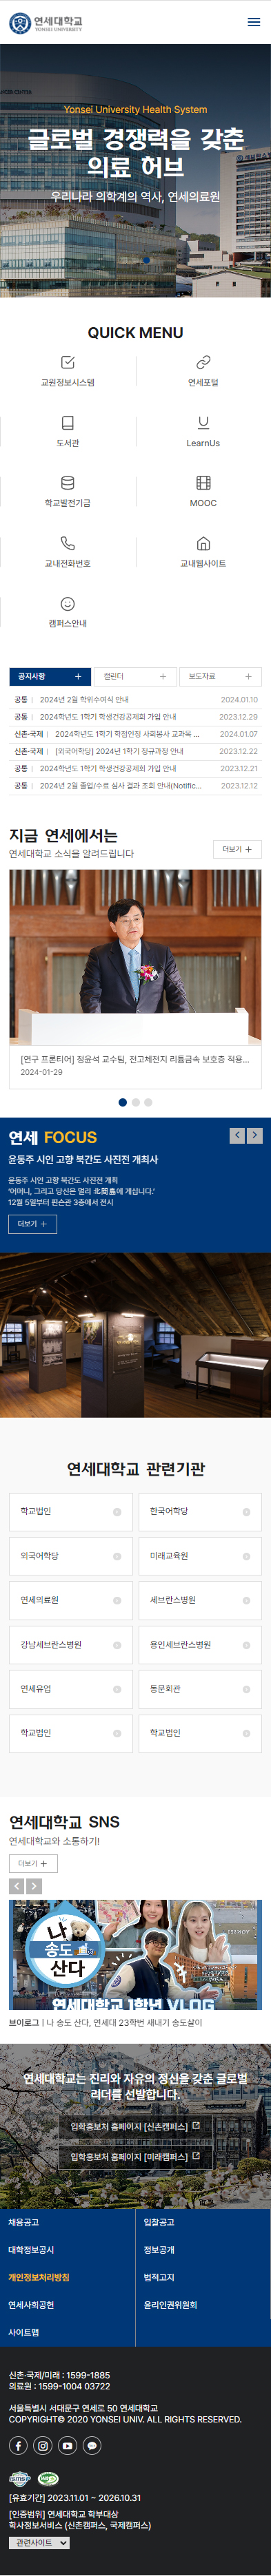 연세대학교
YONSEI UNIVERSITY
Yonsei University Health System
글로벌 경쟁력을 갖춘
의료 허브
우리나라 의학계의 역사, 연세의료원
QUICK MENU
교원정보시스템
연세포털
도서관
LearnUs
학교발전기금
MOOC
교내전화번호
교내웹사이트
캠퍼스안내
공지사항
캘린더
보도자료
공통 | 2024년 2월 학위수여식 안내 2024.01.10
공통 | 2024학년도 1학기 학생건강공제회 가입 안내 2023.12.29
신촌·국제 | 2024학년도 1학기 학점인정 사회봉사 교과목 ... 2024.01.07
신촌·국제 | [외국어학당] 2024년 1학기 정규과정 안내 2023.12.22
공통 | 2024학년도 1학기 학생건강공제회 가입 안내 2023.12.21
공통 | 2024년 2월 졸업/수료 심사 결과 조회 안내(Notific... 2023.12.12
지금 연세에서는
연세대학교 소식을 알려드립니다
더보기
[연구 프론티어] 정윤석 교수팀, 전고체전지 리튬금속 보호층 적용...
2024-01-29
연세 FOCUS
윤동주 시인 고향 북간도 사진전 개최사
윤동주 시인 고향 북간도 사진전 개최
'어머니, 그리고 당신은 멀리 北間島에 계십니다.'
12월 5일부터 핀슨관 3층에서 전시
더보기
연세대학교 관련기관
학교법인
한국어학당
외국어학당
미래교육원
연세의료원
세브란스병원
강남세브란스병원
용인세브란스병원
연세유업
동문회관
학교법인
학교법인
연세대학교 SNS
연세대학교와 소통하기!
더보기
나
송도
산다
연세대학교 1학년 VLOG
브이로그 | 나 송도 산다, 연세대 23학번 새내기 송도살이
연세대학교는 진리와 자유의 정신을 갖춘 글로벌
리더를 선발합니다.
입학홍보처 홈페이지 [신촌캠퍼스]
입학홍보처 홈페이지 [미래캠퍼스]
채용공고
입찰공고
대학정보공시
정보공개
개인정보처리방침
법적고지
연세사회공헌
윤리인권위원회
사이트맵
신촌·국제/미래 : 1599-1885
의료원 : 1599-1004 03722
서울특별시 서대문구 연세로 50 연세대학교
COPYRIGHT© 2020 YONSEI UNIV. ALL RIGHTS RESERVED.
[유효기간] 2023.11.01 ~ 2026.10.31
[인증범위] 연세대학교 학부대상
학사정보서비스 (신촌캠퍼스, 국제캠퍼스)
관련사이트